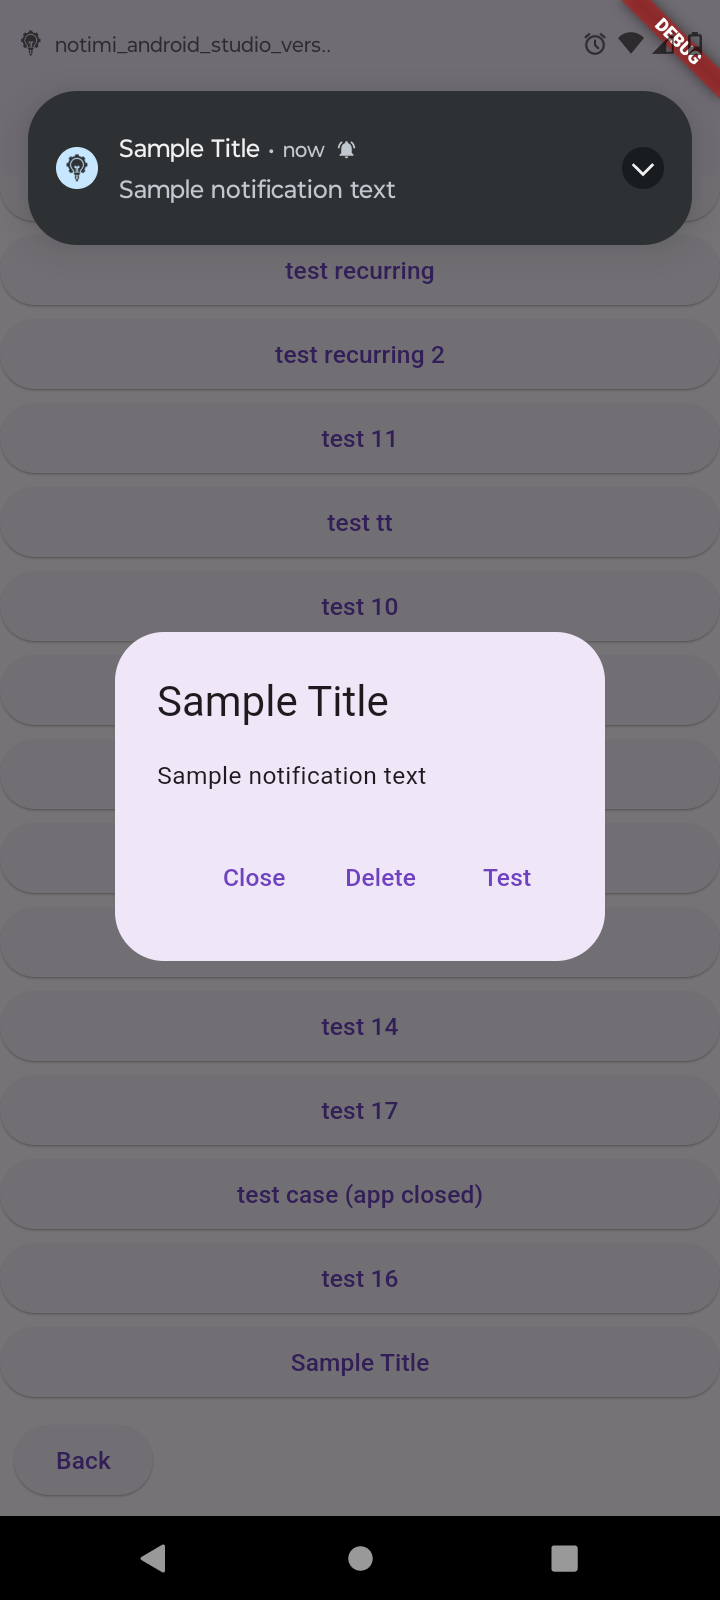 notimi_android_studio_vers..
DEBUG
Sample Title • now
Sample notification text
test recurring
test recurring 2
test 11
test tt
test 10
Sample Title
Sample notification text
Close Delete Test
test 14
test 17
test case (app closed)
test 16
Sample Title
Back